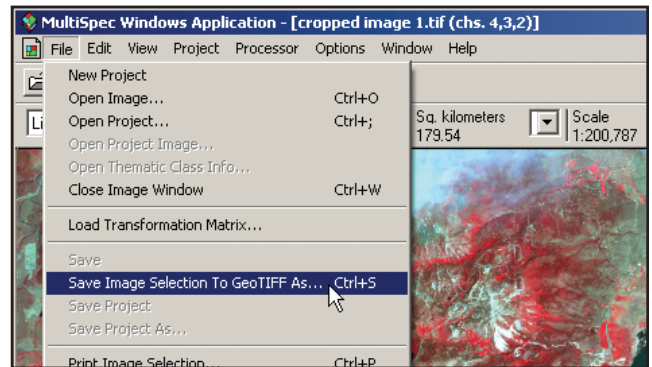 MultiSpec Windows Application - [cropped image 1.tif (chs. 4,3,2)]
File Edit View Project Processor Options Window Help
New Project
Open Image... Ctrl+O
Open Project... Ctrl+;
Open Project Image...
Open Thematic Class Info...
Close Image Window Ctrl+W
Load Transformation Matrix...
Save
Save Image Selection To GeoTIFF As... Ctrl+S
Save Project
Save Project As...
Print Image Selection... Ctrl+P
Li
Sq. kilometers
179.54
Scale
1:200,787